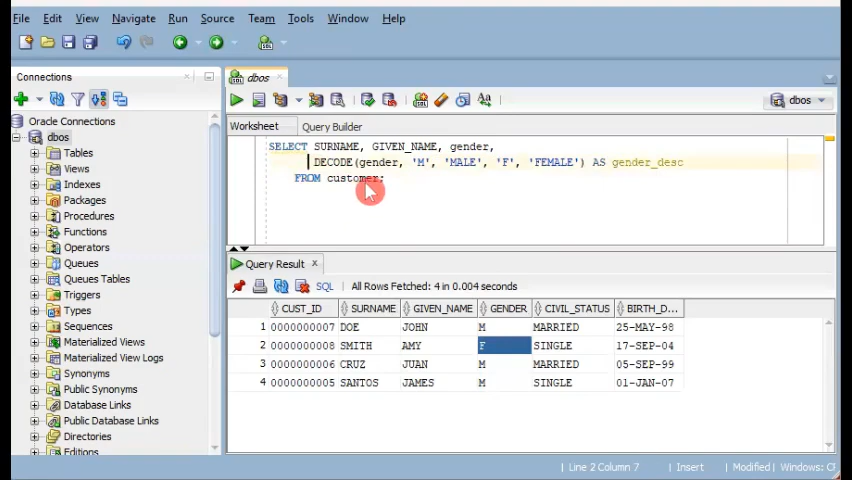 File Edit View Navigate Run Source Team Tools Window Help
Connections
Oracle Connections
dbos
Tables
Views
Indexes
Packages
Procedures
Functions
Operators
Queues
Queues Tables
Triggers
Types
Sequences
Materialized Views
Materialized View Logs
Synonyms
Public Synonyms
Database Links
Public Database Links
Directories
Editions
dbos
dbos
Worksheet Query Builder
SELECT SURNAME, GIVEN_NAME, gender,
DECODE(gender, 'M', 'MALE', 'F', 'FEMALE') AS gender_desc
FROM customer;
Query Result
SQL All Rows Fetched: 4 in 0.004 seconds
CUST_ID SURNAME GIVEN_NAME GENDER CIVIL_STATUS BIRTH_D...
1 0000000007 DOE JOHN M MARRIED 25-MAY-98
2 0000000008 SMITH AMY F SINGLE 17-SEP-04
3 0000000006 CRUZ JUAN M MARRIED 05-SEP-99
4 0000000005 SANTOS JAMES M SINGLE 01-JAN-07
Line 2 Column 7 Insert Modified Windows: CR